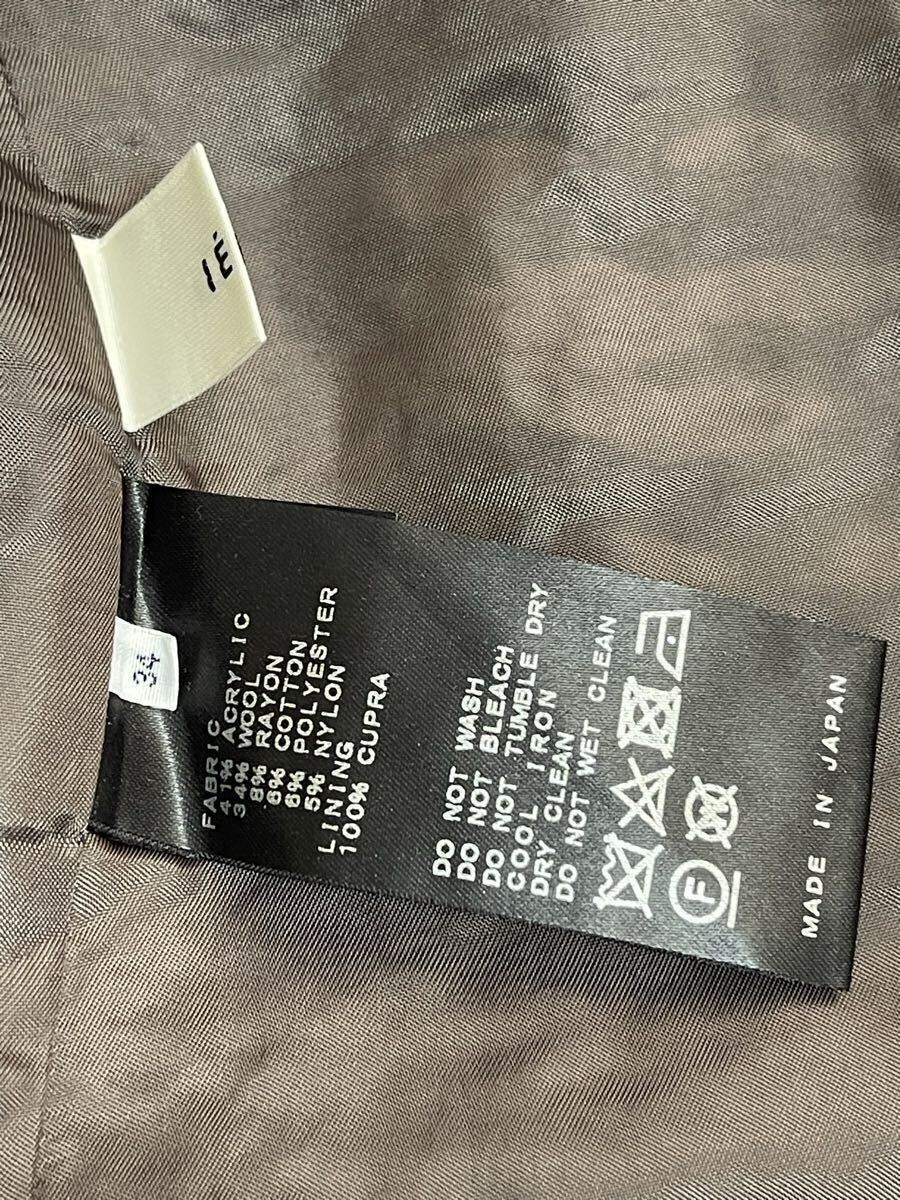 IÉ
34
FABRIC
41% ACRYLIC
34% WOOL
8% RAYON
6% COTTON
6% POLYESTER
5% NYLON
LINING
100% CUPRA
DO NOT WASH
DO NOT BLEACH
DO NOT TUMBLE DRY
COOL IRON
DRY CLEAN
DO NOT WET CLEAN
F
W
MADE IN JAPAN